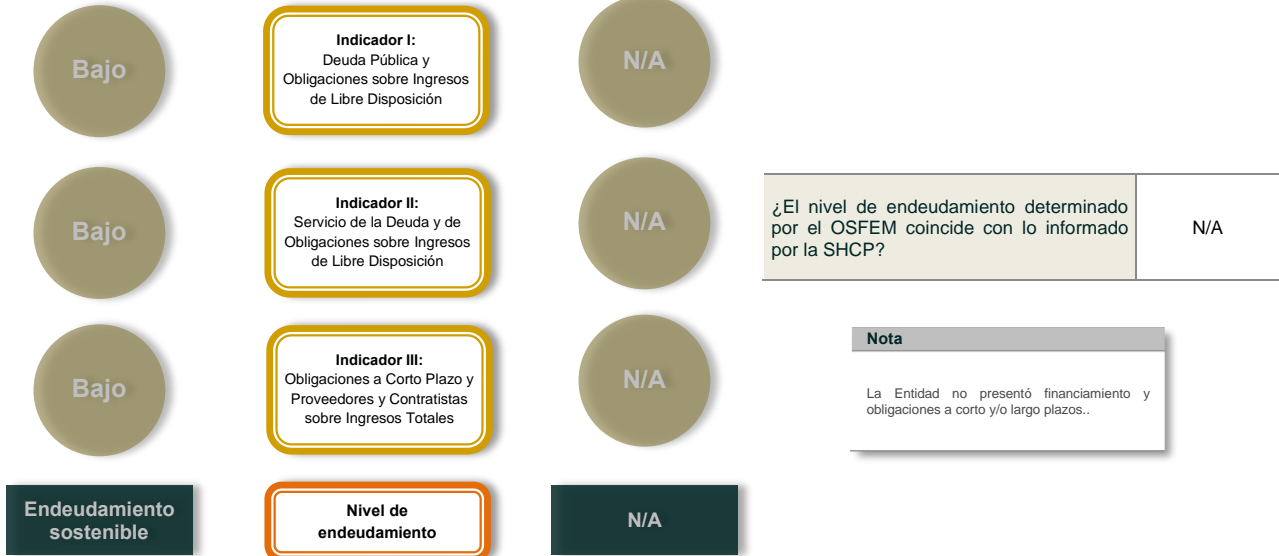 Bajo
Indicador I:
Deuda Pública y
Obligaciones sobre Ingresos
de Libre Disposición
N/A
Bajo
Indicador II:
Servicio de la Deuda y de
Obligaciones sobre Ingresos
de Libre Disposición
N/A
¿El nivel de endeudamiento determinado
por el OSFEM coincide con lo informado
por la SHCP?
N/A
Bajo
Indicador III:
Obligaciones a Corto Plazo y
Proveedores y Contratistas
sobre Ingresos Totales
N/A
Nota
La Entidad no presentó financiamiento y
obligaciones a corto y/o largo plazos..
Endeudamiento
sostenible
Nivel de
endeudamiento
N/A